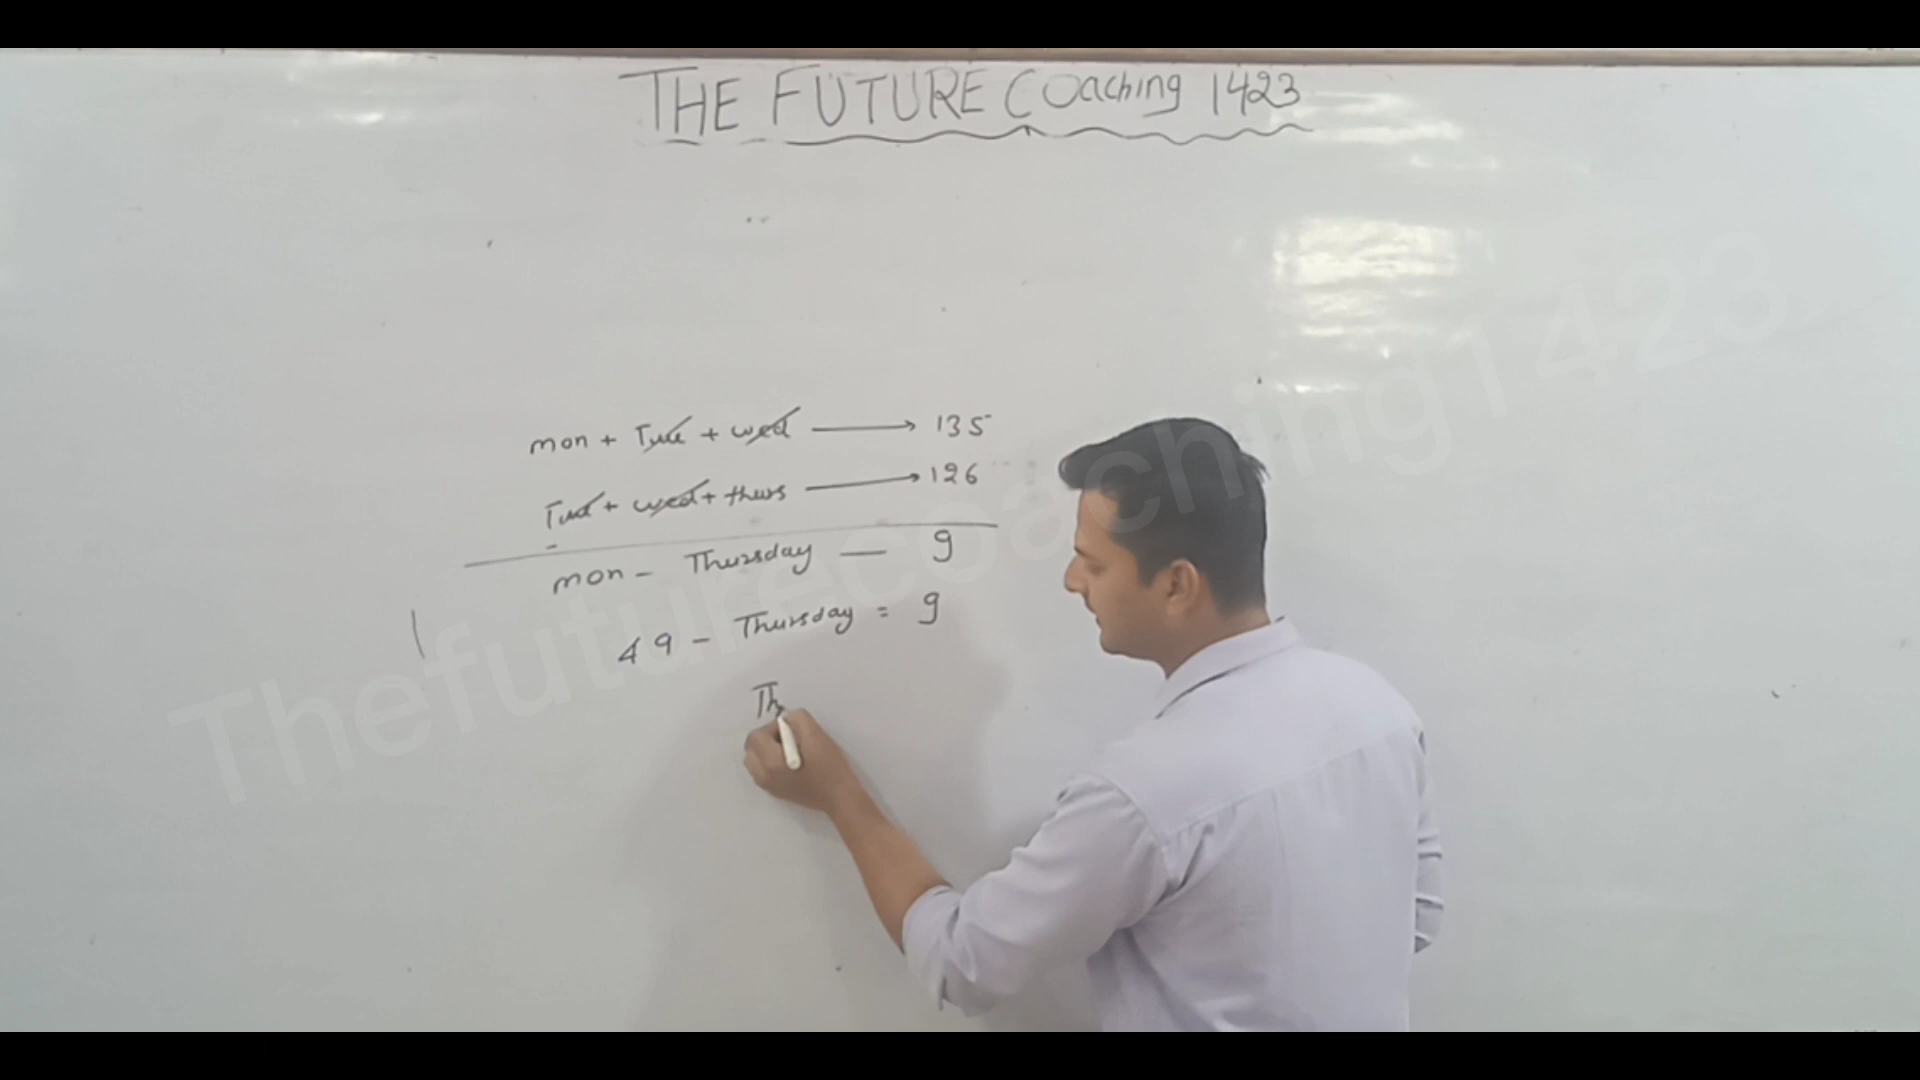 THE FUTURE Coaching 1423
mon + Tue + wed → 135
Tue + wed + thurs → 126
mon - Thursday — 9
49 - Thursday = 9
Th
Thefuturecoaching1423